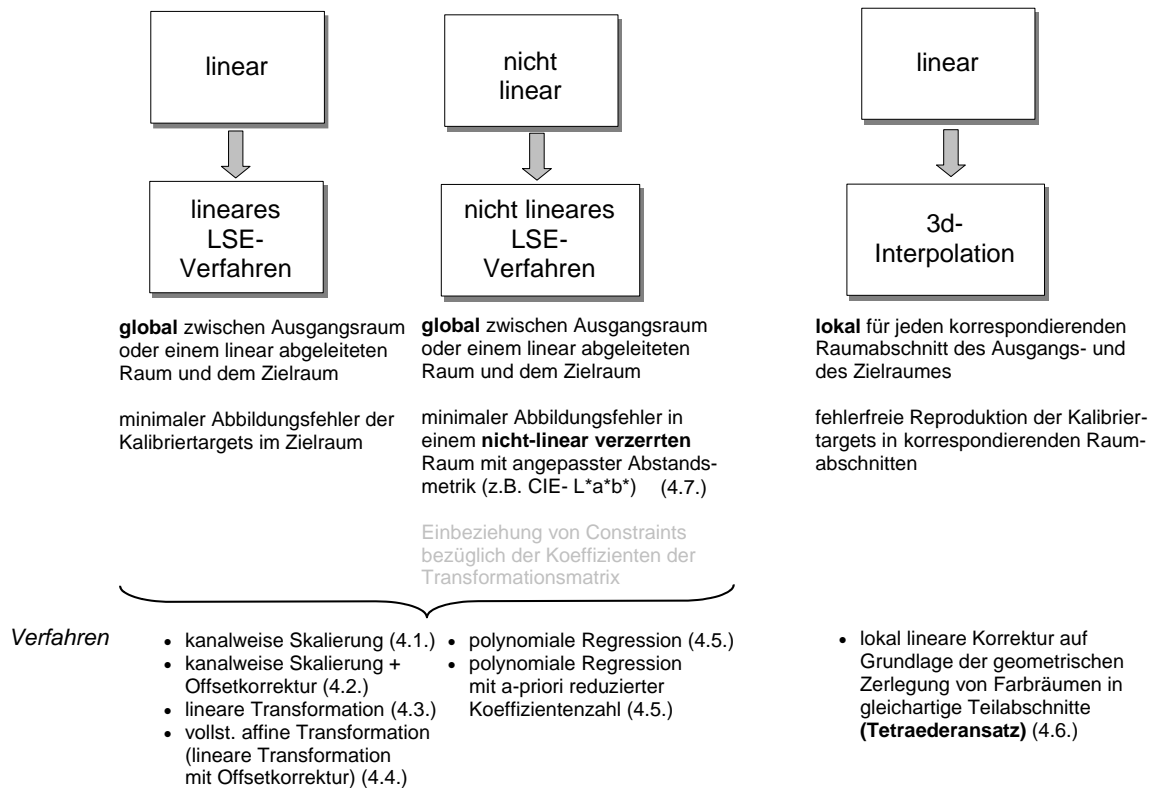 linear
nicht
linear
linear
lineares
LSE-
Verfahren
nicht lineares
LSE-
Verfahren
3d-
Interpolation
global zwischen Ausgangsraum
oder einem linear abgeleiteten
Raum und dem Zielraum
minimaler Abbildungsfehler der
Kalibriertargets im Zielraum
global zwischen Ausgangsraum
oder einem linear abgeleiteten
Raum und dem Zielraum
minimaler Abbildungsfehler in
einem nicht-linear verzerrten
Raum mit angepasster Abstands-
metrik (z.B. CIE- L*a*b*) (4.7.)
Einbeziehung von Constraints
bezüglich der Koeffizienten der
Transformationsmatrix
lokal für jeden korrespondierenden
Raumabschnitt des Ausgangs- und
des Zielraumes
fehlerfreie Reproduktion der Kalibrier-
targets in korrespondierenden Raum-
abschnitten
Verfahren
• kanalweise Skalierung (4.1.)
• kanalweise Skalierung +
Offsetkorrektur (4.2.)
• lineare Transformation (4.3.)
• vollst. affine Transformation
(lineare Transformation
mit Offsetkorrektur) (4.4.)
• polynomiale Regression (4.5.)
• polynomiale Regression
mit a-priori reduzierter
Koeffizientenzahl (4.5.)
• lokal lineare Korrektur auf
Grundlage der geometrischen
Zerlegung von Farbräumen in
gleichartige Teilabschnitte
(Tetraederansatz) (4.6.)